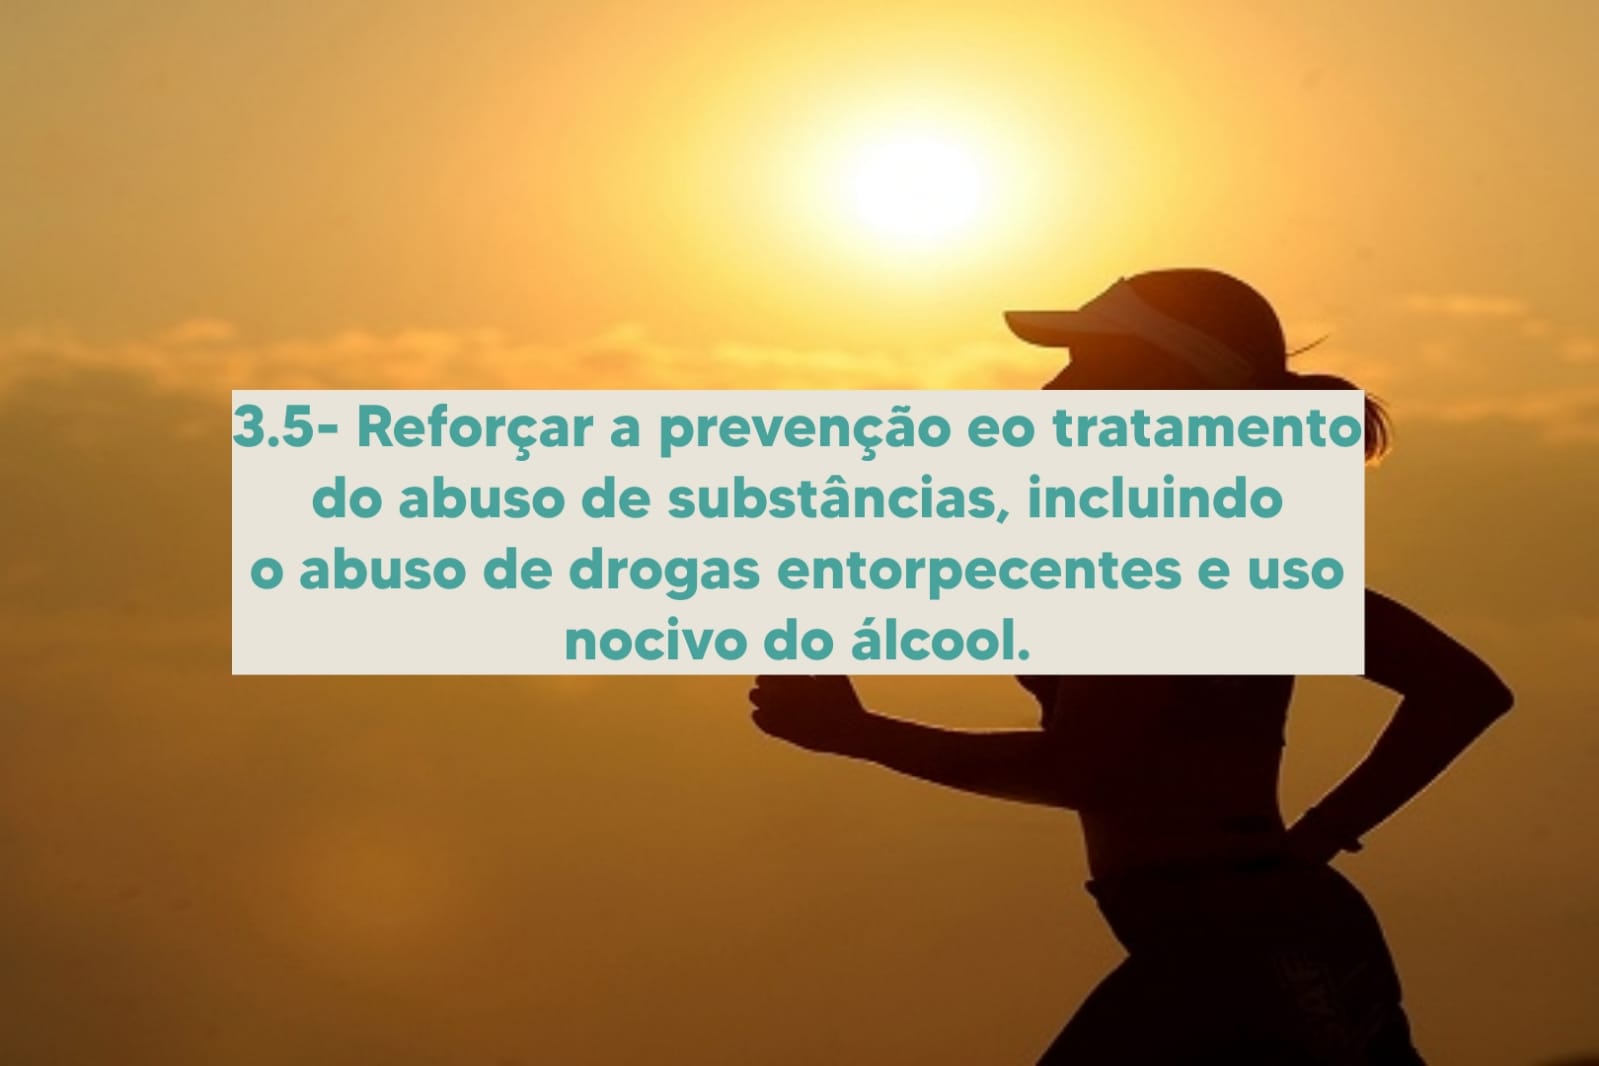 3.5- Reforçar a prevenção eo tratamento
do abuso de substâncias, incluindo
o abuso de drogas entorpecentes e uso
nocivo do álcool.